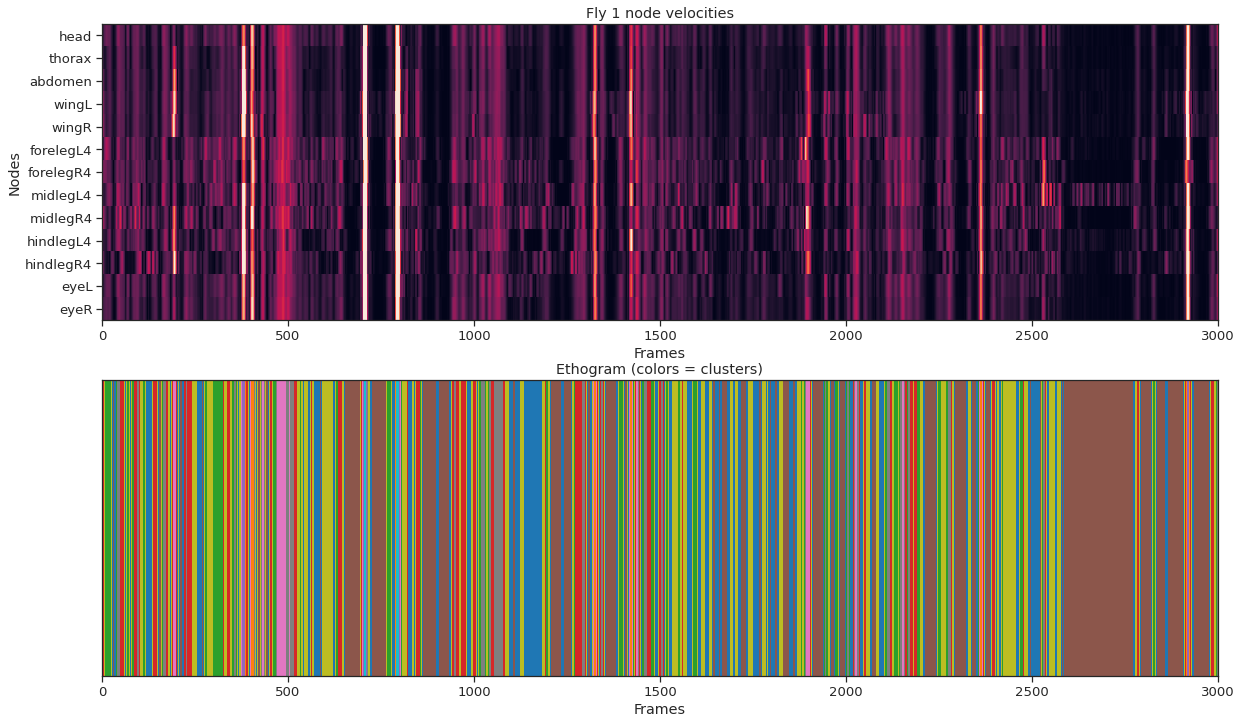 Fly 1 node velocities
Nodes
head
thorax
abdomen
wingL
wingR
forelegL4
forelegR4
midlegL4
midlegR4
hindlegL4
hindlegR4
eyeL
eyeR
0 500 1000 1500 2000 2500 3000
Frames
Ethogram (colors = clusters)
0 500 1000 1500 2000 2500 3000
Frames